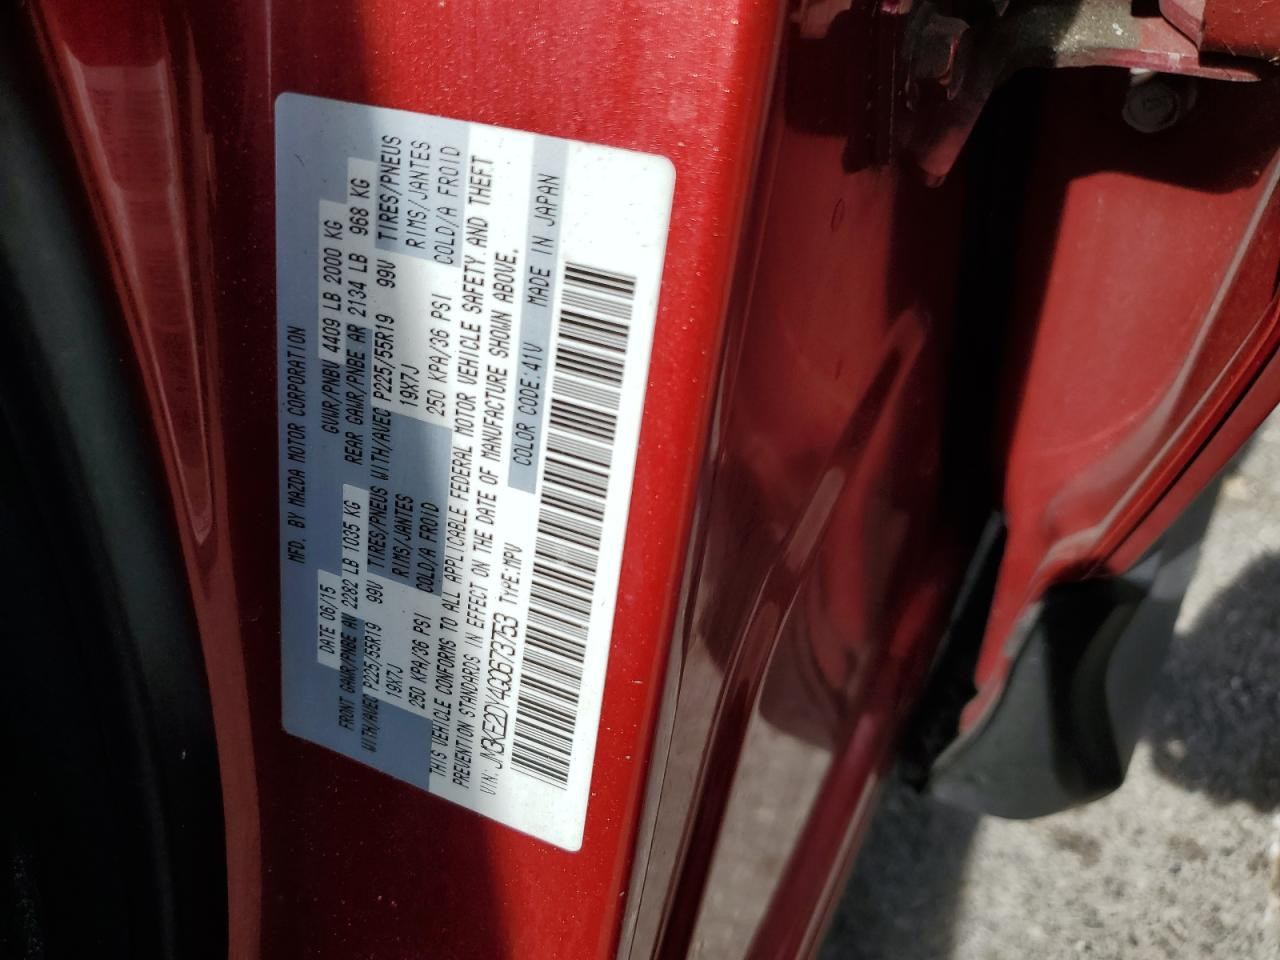 MFD. BY MAZDA MOTOR CORPORATION
DATE 06/15 GVWR/PNBV 4409 LB 2000 KG
FRONT GAWR/PNBE AV 2282 LB 1035 KG REAR GAWR/PNBE AR 2134 LB 968 KG
WITH/AVEC P225/55R19 99V TIRES/PNEUS WITH/AVEC P225/55R19 99V TIRES/PNEUS
19X7J RIMS/JANTES 19X7J RIMS/JANTES
250 KPA/36 PSI COLD/A FROID 250 KPA/36 PSI COLD/A FROID
THIS VEHICLE CONFORMS TO ALL APPLICABLE FEDERAL MOTOR VEHICLE SAFETY AND THEFT
PREVENTION STANDARDS IN EFFECT ON THE DATE OF MANUFACTURE SHOWN ABOVE.
VIN: JM3KE2DY4G0673753 TYPE:MPV COLOR CODE:41V MADE IN JAPAN